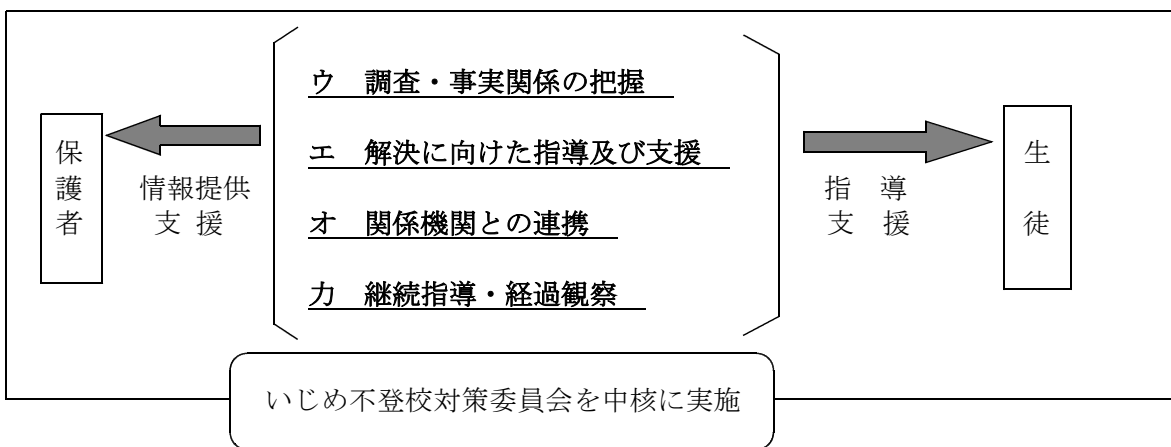 ウ　調査・事実関係の把握
エ　解決に向けた指導及び支援
オ　関係機関との連携
カ　継続指導・経過観察
保護者
情報提供
支 援
指　導
支　援
生徒
いじめ不登校対策委員会を中核に実施